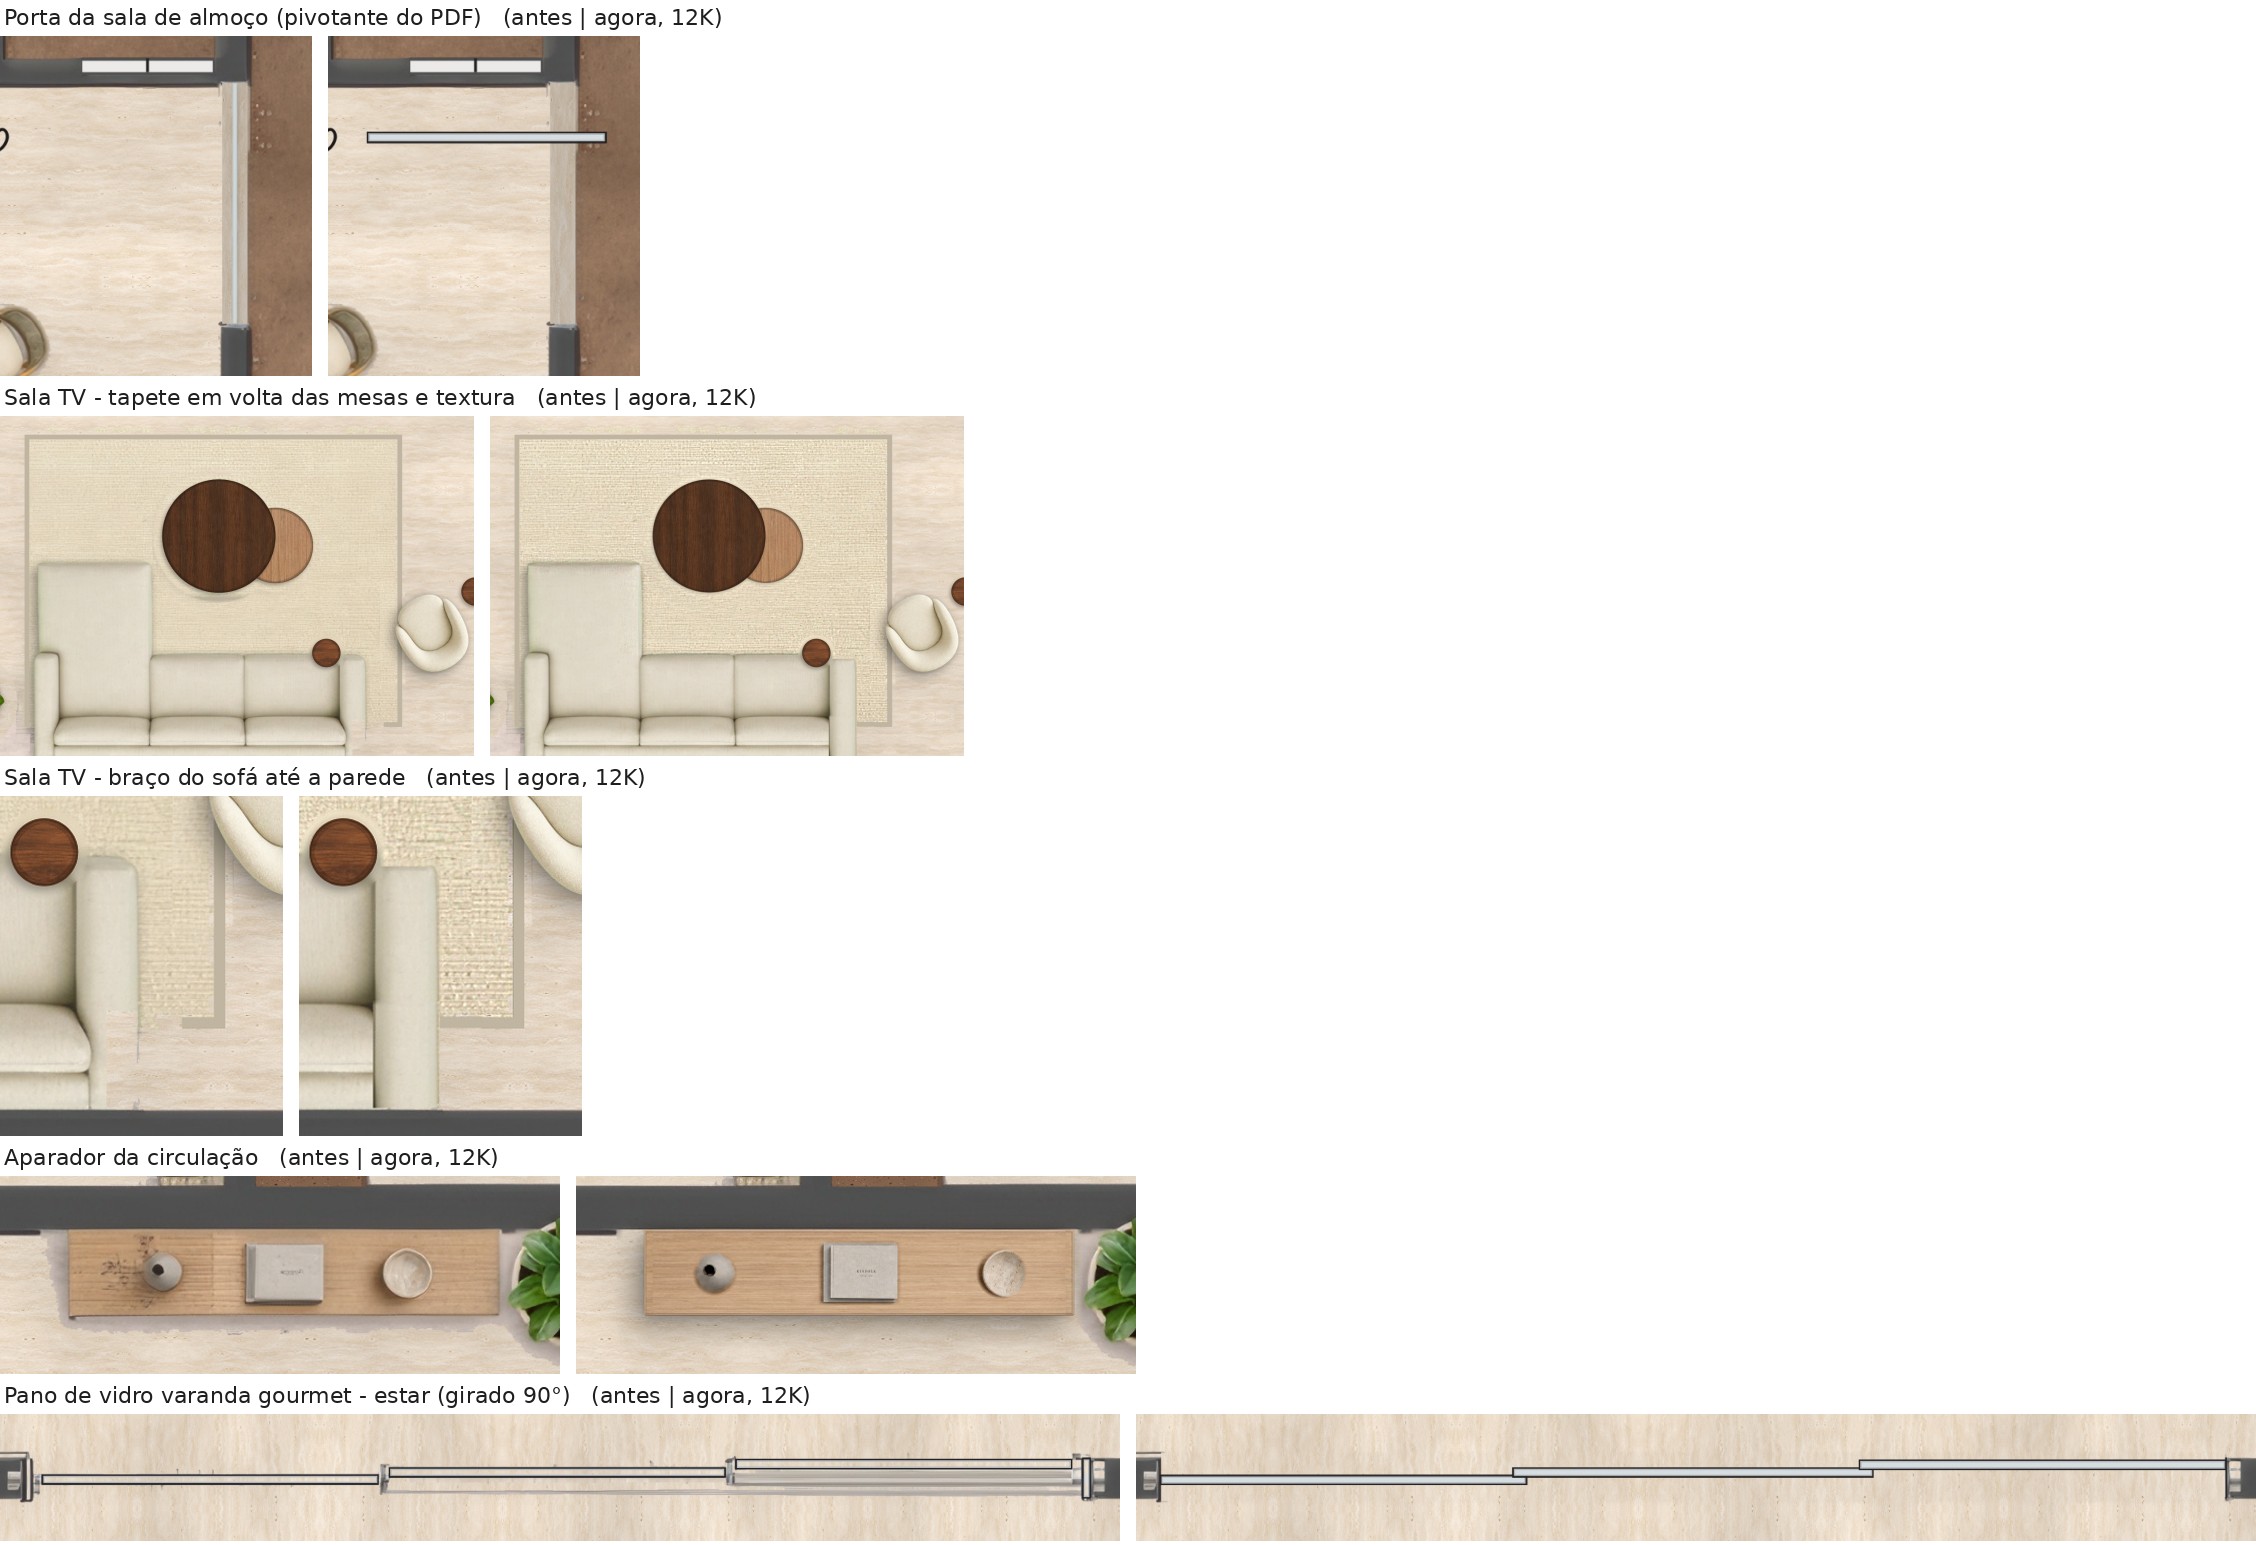 Porta da sala de almoço (pivotante do PDF)   (antes | agora, 12K)
Sala TV - tapete em volta das mesas e textura   (antes | agora, 12K)
Sala TV - braço do sofá até a parede   (antes | agora, 12K)
Aparador da circulação   (antes | agora, 12K)
Pano de vidro varanda gourmet - estar (girado 90°)   (antes | agora, 12K)